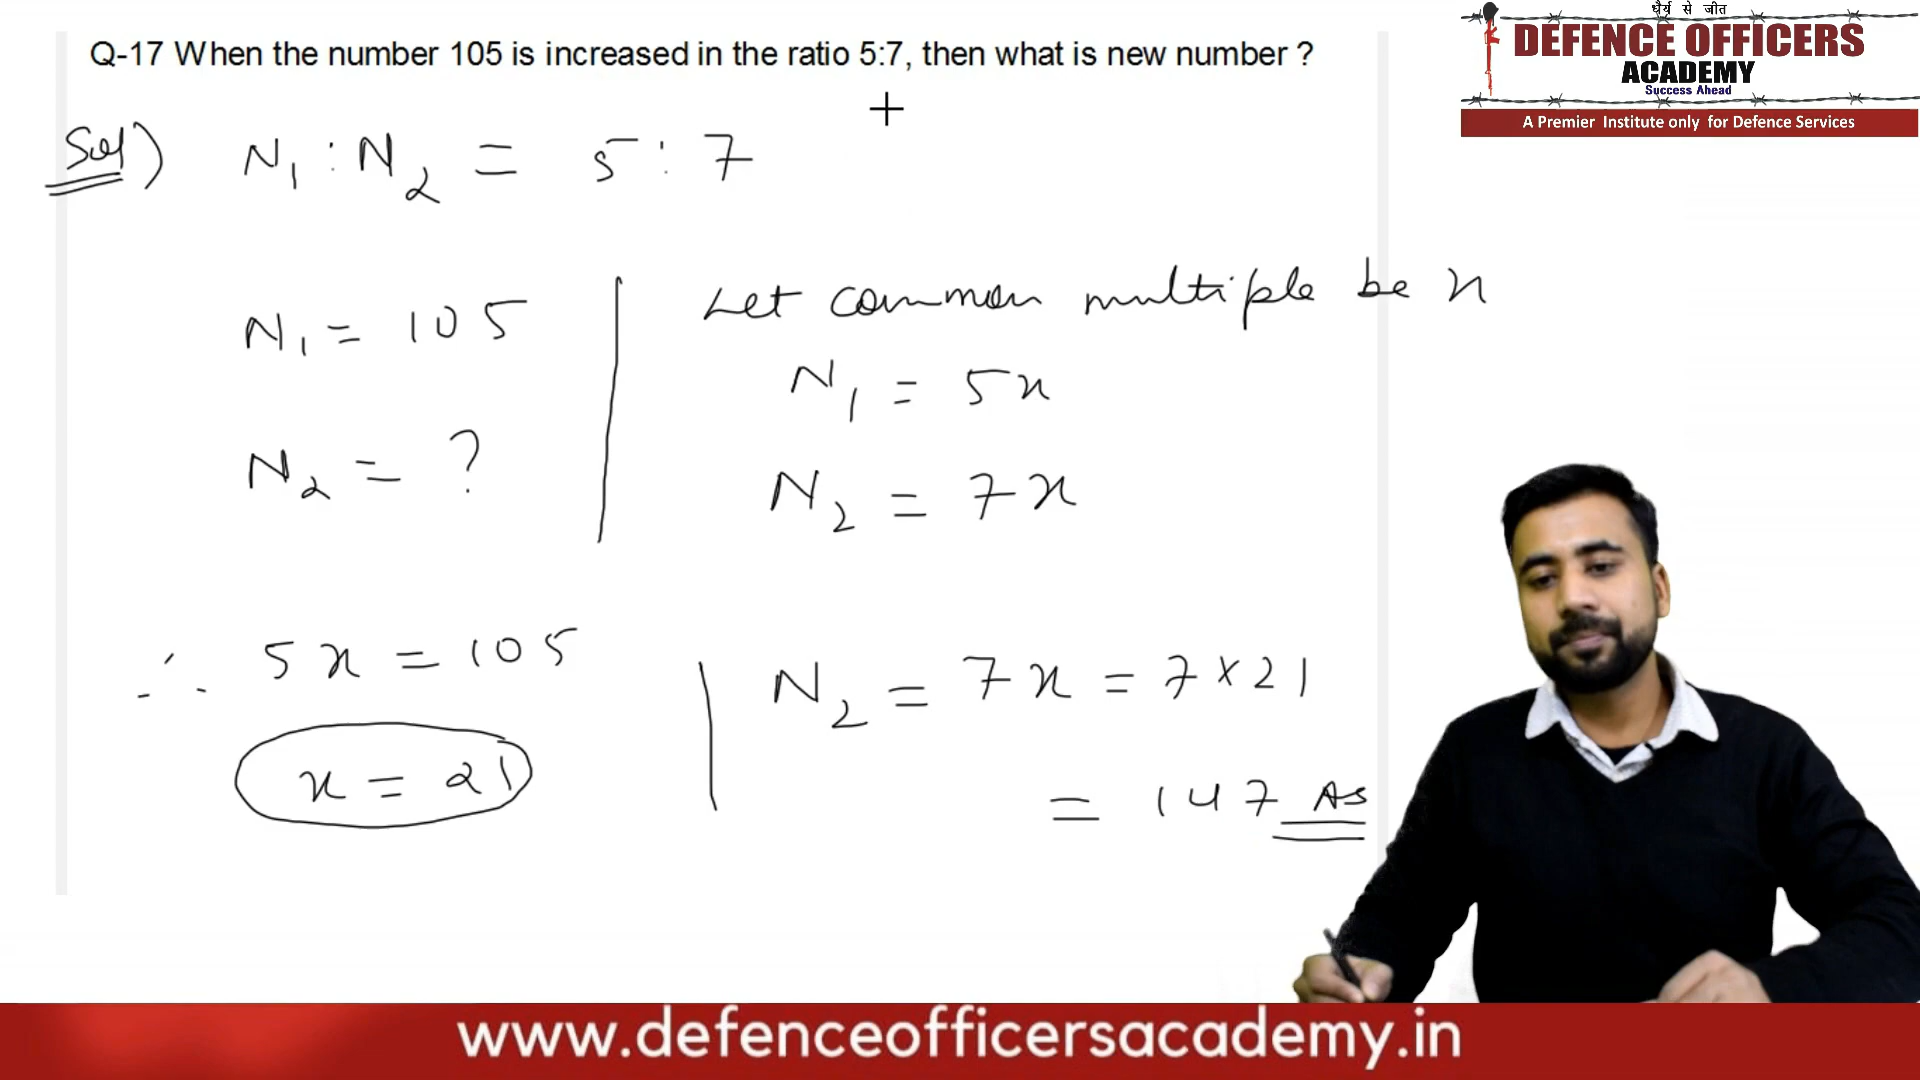 Q-17 When the number 105 is increased in the ratio 5:7, then what is new number ?
धैर्य से जीत
DEFENCE OFFICERS
ACADEMY
Success Ahead
A Premier Institute only for Defence Services
Sol) N₁ : N₂ = 5 : 7
N₁ = 105
N₂ = ?
Let common multiple be x
N₁ = 5x
N₂ = 7x
∴ 5x = 105
x = 21
N₂ = 7x = 7 × 21
= 147 As
www.defenceofficersacademy.in